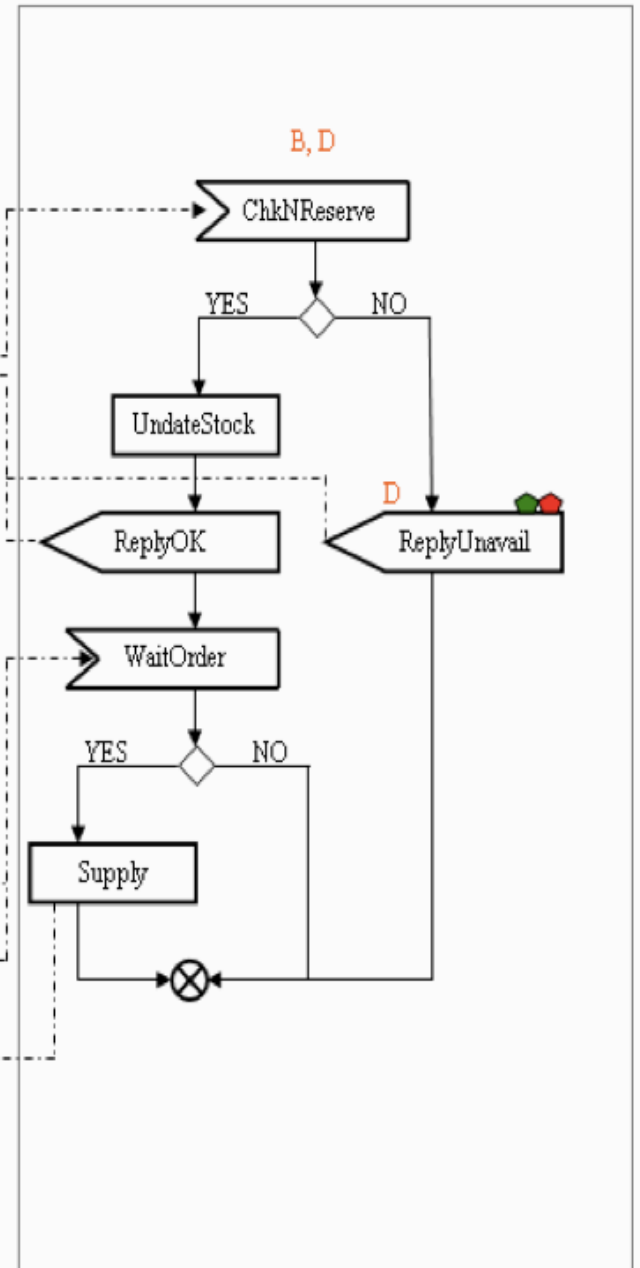 B, D
ChkNReserve
YES
NO
UndateStock
D
ReplyOK
ReplyUnavail
WaitOrder
YES
NO
Supply